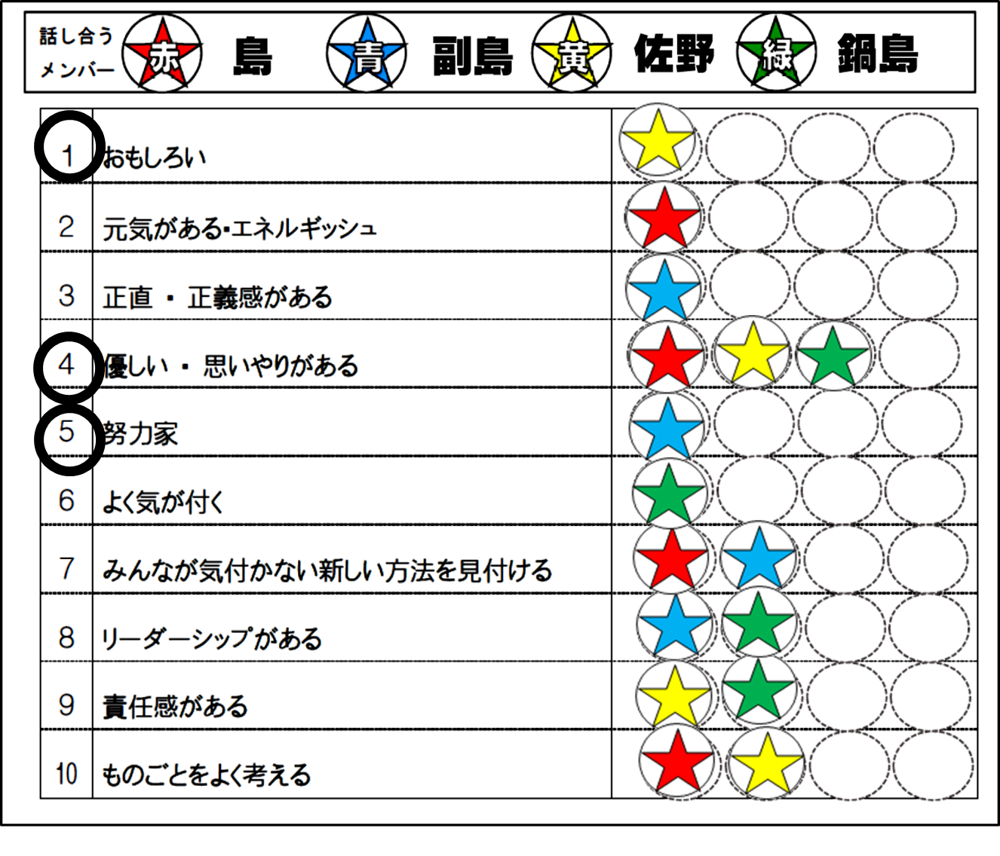 話し合う
メンバー
赤 島 青 副島 黄 佐野 緑 鍋島
1 おもしろい
2 元気がある・エネルギッシュ
3 正直 ・ 正義感がある
4 優しい ・ 思いやりがある
5 努力家
6 よく気が付く
7 みんなが気付かない新しい方法を見付ける
8 リーダーシップがある
9 責任感がある
10 ものごとをよく考える